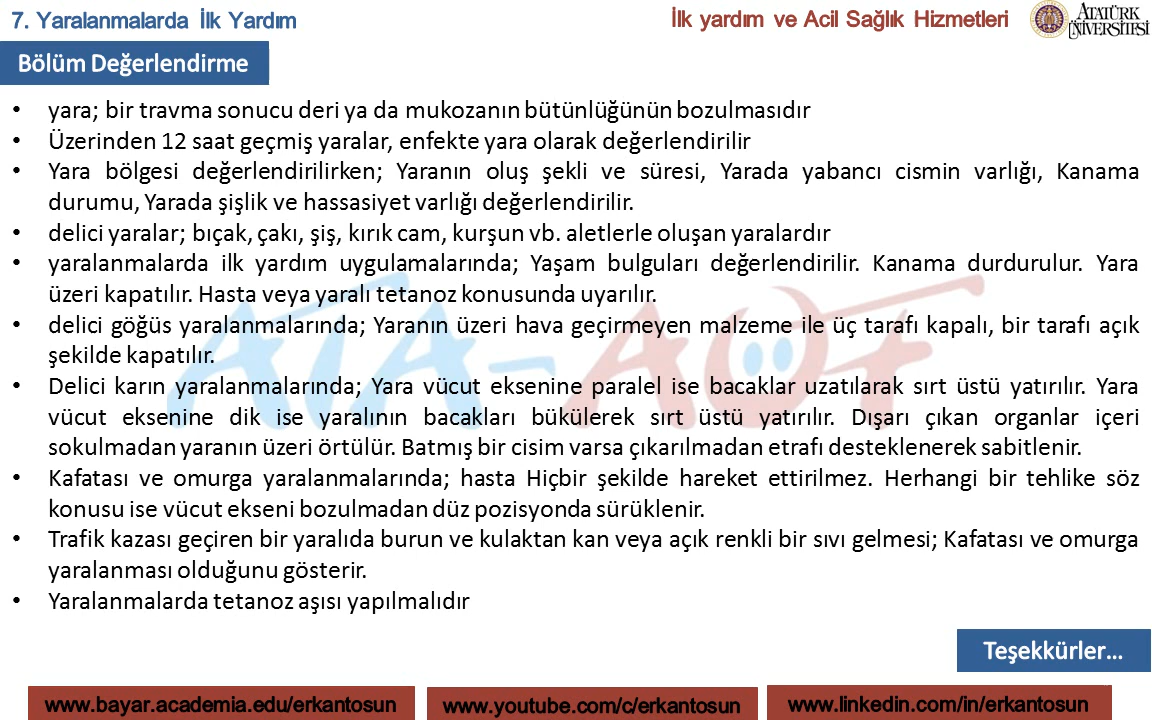 7. Yaralanmalarda İlk Yardım
İlk yardım ve Acil Sağlık Hizmetleri
ATATÜRK
ÜNİVERSİTESİ
Bölüm Değerlendirme
• yara; bir travma sonucu deri ya da mukozanın bütünlüğünün bozulmasıdır
• Üzerinden 12 saat geçmiş yaralar, enfekte yara olarak değerlendirilir
• Yara bölgesi değerlendirilirken; Yaranın oluş şekli ve süresi, Yarada yabancı cismin varlığı, Kanama
durumu, Yarada şişlik ve hassasiyet varlığı değerlendirilir.
• delici yaralar; bıçak, çakı, şiş, kırık cam, kurşun vb. aletlerle oluşan yaralardır
• yaralanmalarda ilk yardım uygulamalarında; Yaşam bulguları değerlendirilir. Kanama durdurulur. Yara
üzeri kapatılır. Hasta veya yaralı tetanoz konusunda uyarılır.
• delici göğüs yaralanmalarında; Yaranın üzeri hava geçirmeyen malzeme ile üç tarafı kapalı, bir tarafı açık
şekilde kapatılır.
• Delici karın yaralanmalarında; Yara vücut eksenine paralel ise bacaklar uzatılarak sırt üstü yatırılır. Yara
vücut eksenine dik ise yaralının bacakları bükülerek sırt üstü yatırılır. Dışarı çıkan organlar içeri
sokulmadan yaranın üzeri örtülür. Batmış bir cisim varsa çıkarılmadan etrafı desteklenerek sabitlenir.
• Kafatası ve omurga yaralanmalarında; hasta Hiçbir şekilde hareket ettirilmez. Herhangi bir tehlike söz
konusu ise vücut ekseni bozulmadan düz pozisyonda sürüklenir.
• Trafik kazası geçiren bir yaralıda burun ve kulaktan kan veya açık renkli bir sıvı gelmesi; Kafatası ve omurga
yaralanması olduğunu gösterir.
• Yaralanmalarda tetanoz aşısı yapılmalıdır
ATA-AÖF
Teşekkürler…
www.bayar.academia.edu/erkantosun
www.youtube.com/c/erkantosun
www.linkedin.com/in/erkantosun